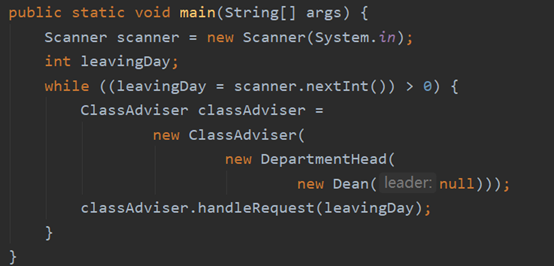 public static void main(String[] args) {
    Scanner scanner = new Scanner(System.in);
    int leavingDay;
    while ((leavingDay = scanner.nextInt()) > 0) {
        ClassAdviser classAdviser =
                new ClassAdviser(
                        new DepartmentHead(
                                new Dean( leader: null)));
        classAdviser.handleRequest(leavingDay);
    }
}